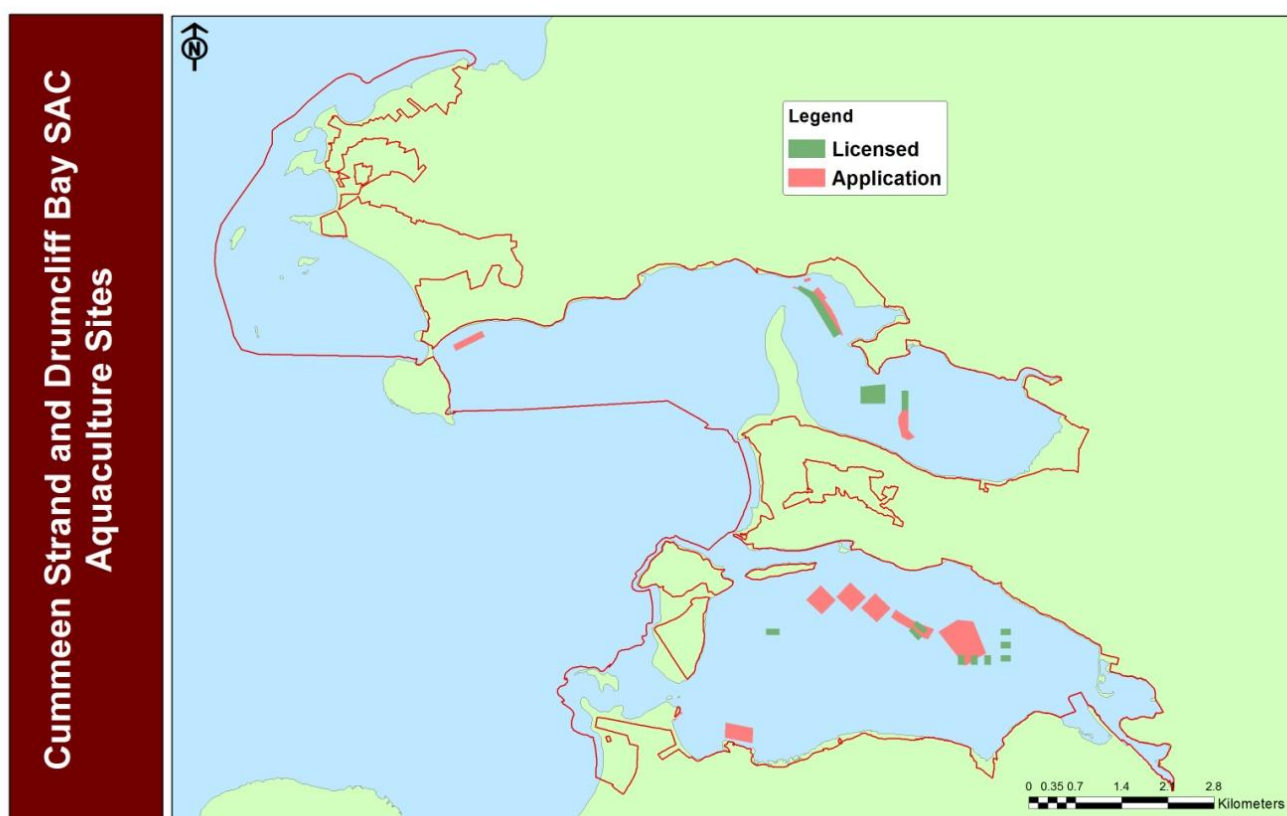 Cummeen Strand and Drumcliff Bay SAC
Aquaculture Sites
N
Legend
Licensed
Application
0 0.35 0.7 1.4 2.1 2.8
Kilometers